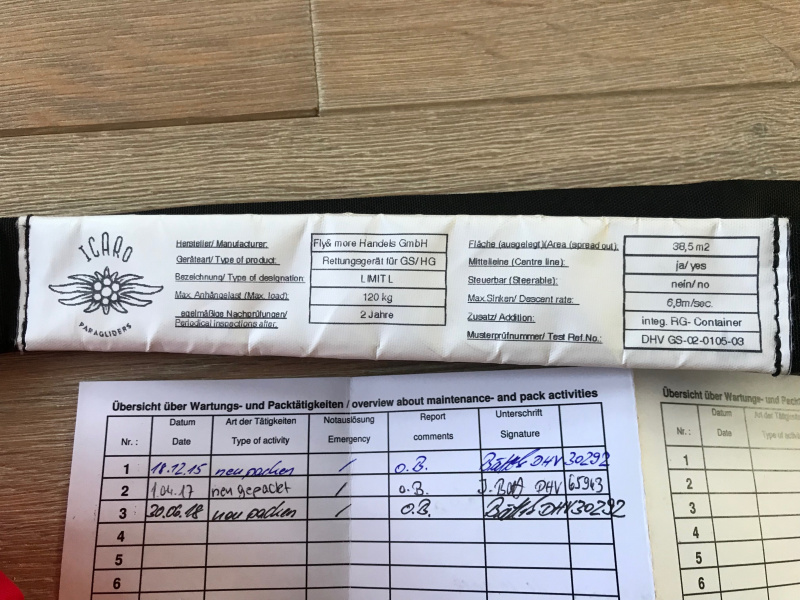 ICARO
PARAGLIDERS
Hersteller/ Manufacturer: Fly& more Handels GmbH
Geräteart/ Type of product: Rettungsgerät für GS/HG
Bezeichnung/ Type of designation: LIMIT L
Max. Anhängelast /Max. load): 120 kg
egelmäßige Nachprüfungen/ 2 Jahre
Periodical inspections after:
Fläche (ausgelegt)(Area (spread out), 38,5 m2
Mittelleine (Centre line): ja/ yes
Steuerbar (Steerable): nein/ no
Max.Sinken/ Descent rate: 6,8m/sec.
Zusatz/ Addition: integ. RG- Container
Musterprüfnummer/ Test Ref.No.: DHV GS-02-0105-03
Übersicht über Wartungs- und Packtätigkeiten / overview about maintenance- and pack activities
Nr.: Datum Date Art der Tätigkeiten Type of activity Notauslösung Emergency Report comments Unterschrift Signature
1 18.12.15 neu packen / o.B. DHV 30292
2 1.04.17 neu gepackt / o.B. DHV 65943
3 20.06.18 neu packen / O.B. DHV 30292
4
5
6
Übersicht über Wartungs- und Pack
Nr.: Datum Date Art der Tätigkeiten Type of activ
1
2
3
4
5
6